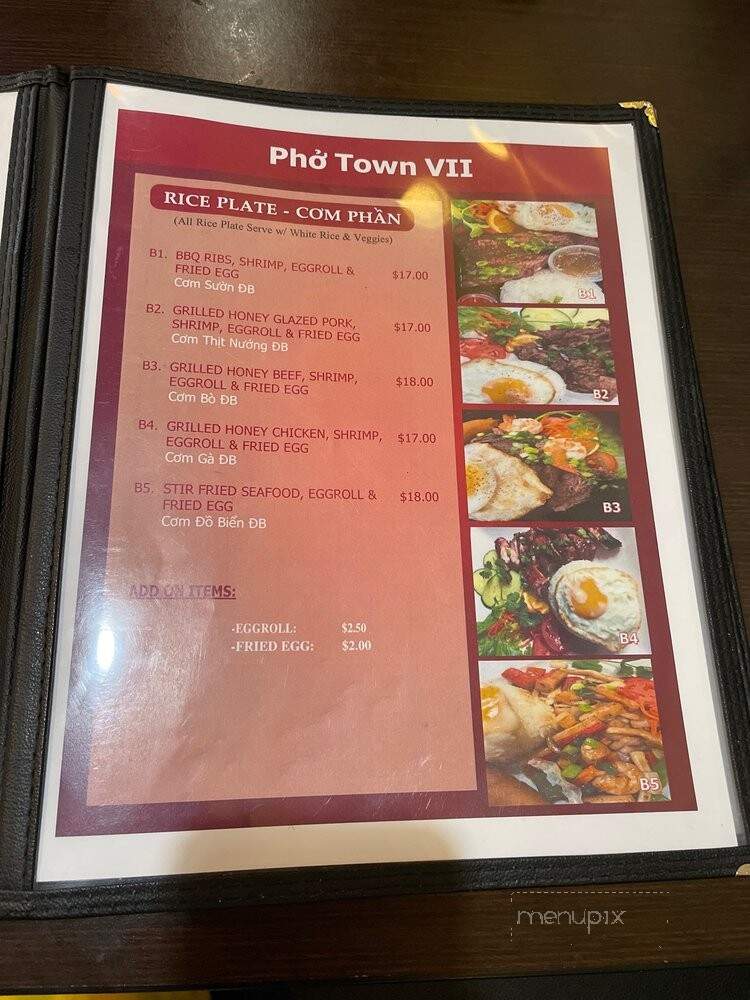 Phở Town VII
RICE PLATE - CƠM PHẦN
(All Rice Plate Serve w/ White Rice & Veggies)
B1. BBQ RIBS, SHRIMP, EGGROLL & $17.00
FRIED EGG
Cơm Sườn ĐB
B2. GRILLED HONEY GLAZED PORK, $17.00
SHRIMP, EGGROLL & FRIED EGG
Cơm Thịt Nướng ĐB
B3. GRILLED HONEY BEEF, SHRIMP, $18.00
EGGROLL & FRIED EGG
Cơm Bò ĐB
B4. GRILLED HONEY CHICKEN, SHRIMP, $17.00
EGGROLL & FRIED EGG
Cơm Gà ĐB
B5. STIR FRIED SEAFOOD, EGGROLL & $18.00
FRIED EGG
Cơm Đồ Biển ĐB
ADD ON ITEMS:
-EGGROLL: $2.50
-FRIED EGG: $2.00
B1
B2
B3
B4
B5
menupix